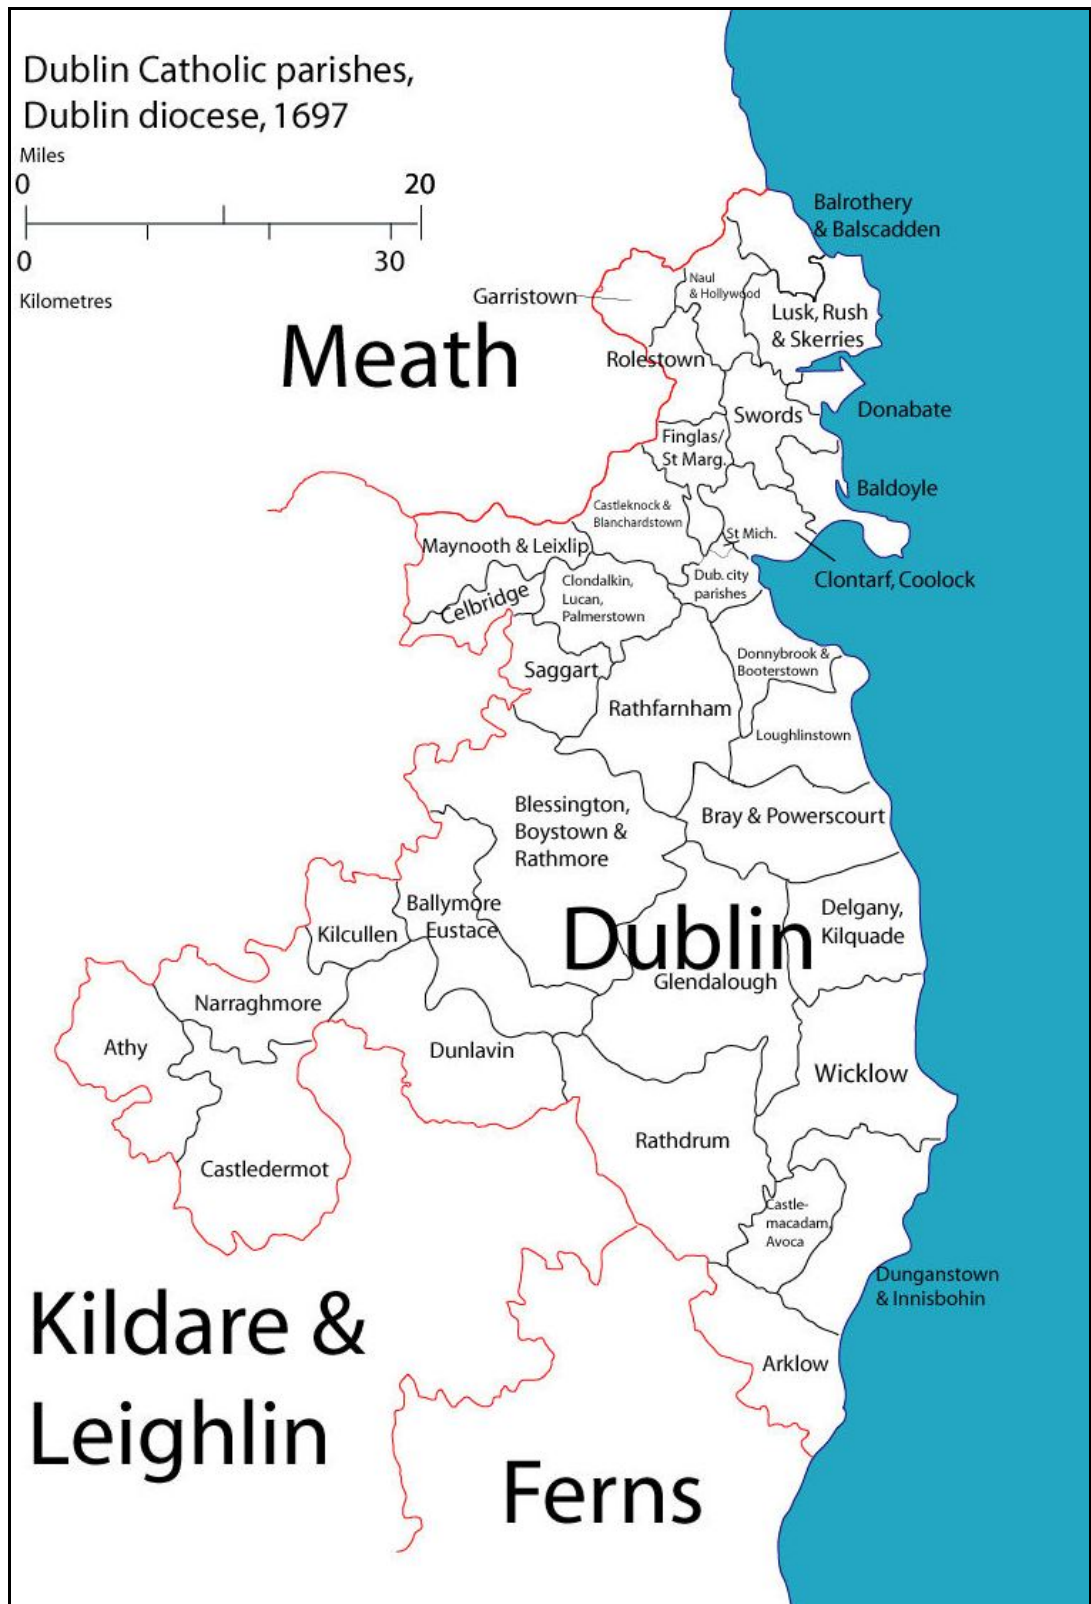 Dublin Catholic parishes,
Dublin diocese, 1697
Miles
0 20
0 30
Kilometres
Balrothery
& Balscadden
Naul
& Hollywood
Garristown
Lusk, Rush
& Skerries
Meath
Rolestown
Donabate
Swords
Finglas/
St Marg.
Baldoyle
Castleknock &
Blanchardstown
St Mich.
Maynooth & Leixlip
Clontarf, Coolock
Dub. city
parishes
Clondalkin,
Lucan,
Palmerstown
Celbridge
Donnybrook &
Booterstown
Saggart
Rathfarnham
Loughlinstown
Blessington,
Boystown &
Rathmore
Bray & Powerscourt
Ballymore
Eustace
Delgany,
Kilquade
Kilcullen
Dublin
Glendalough
Narraghmore
Athy
Dunlavin
Wicklow
Rathdrum
Castledermot
Castle-
macadam,
Avoca
Dunganstown
& Innisbohin
Kildare &
Leighlin
Arklow
Ferns